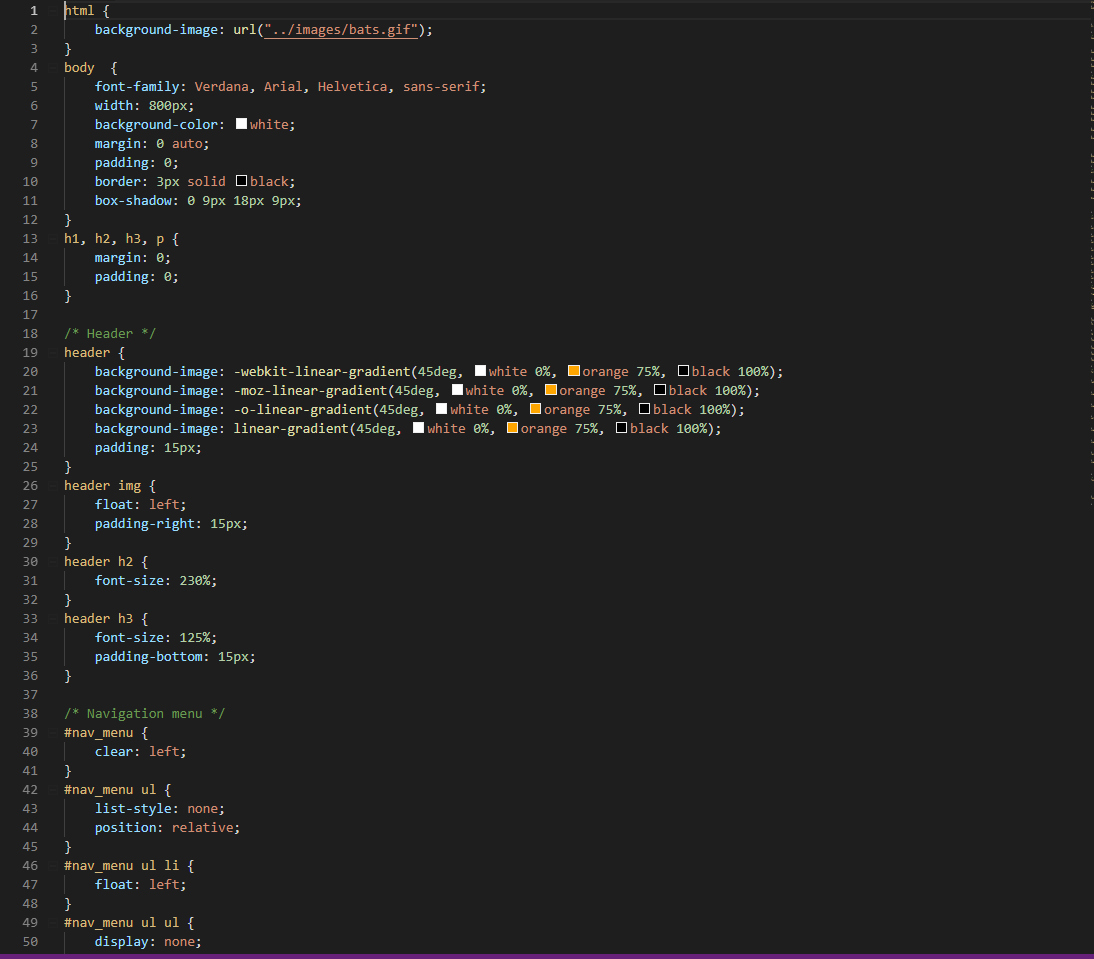 1 html {
2     background-image: url("../images/bats.gif");
3 }
4 body  {
5     font-family: Verdana, Arial, Helvetica, sans-serif;
6     width: 800px;
7     background-color: white;
8     margin: 0 auto;
9     padding: 0;
10     border: 3px solid black;
11     box-shadow: 0 9px 18px 9px;
12 }
13 h1, h2, h3, p {
14     margin: 0;
15     padding: 0;
16 }
17
18 /* Header */
19 header {
20     background-image: -webkit-linear-gradient(45deg, white 0%, orange 75%, black 100%);
21     background-image: -moz-linear-gradient(45deg, white 0%, orange 75%, black 100%);
22     background-image: -o-linear-gradient(45deg, white 0%, orange 75%, black 100%);
23     background-image: linear-gradient(45deg, white 0%, orange 75%, black 100%);
24     padding: 15px;
25 }
26 header img {
27     float: left;
28     padding-right: 15px;
29 }
30 header h2 {
31     font-size: 230%;
32 }
33 header h3 {
34     font-size: 125%;
35     padding-bottom: 15px;
36 }
37
38 /* Navigation menu */
39 #nav_menu {
40     clear: left;
41 }
42 #nav_menu ul {
43     list-style: none;
44     position: relative;
45 }
46 #nav_menu ul li {
47     float: left;
48 }
49 #nav_menu ul ul {
50     display: none;